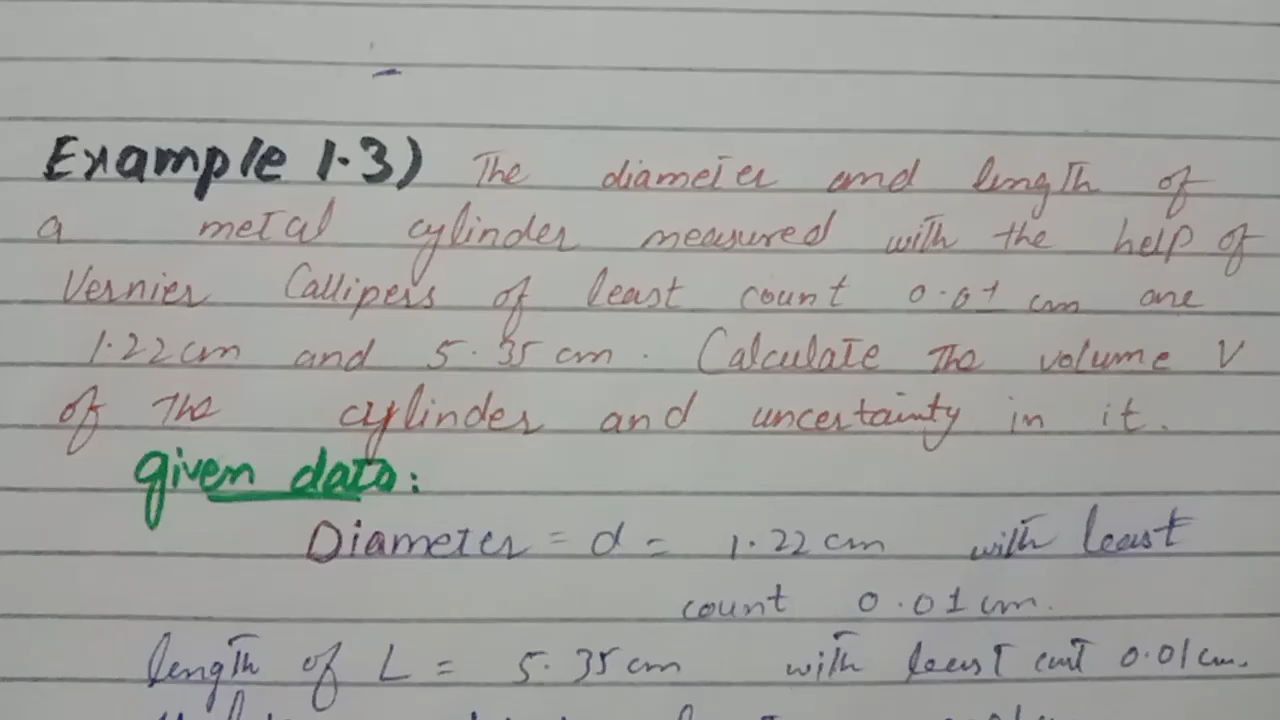 Example 1.3) The diameter and length of
a metal cylinder measured with the help of
Vernier Callipers of least count 0.01 cm are
1.22cm and 5.35 cm. Calculate The volume V
of The cylinder and uncertainty in it.
given data:
Diameter = d = 1.22 cm with least
count 0.01 cm.
length of L = 5.35 cm with least cunt 0.01 cm.